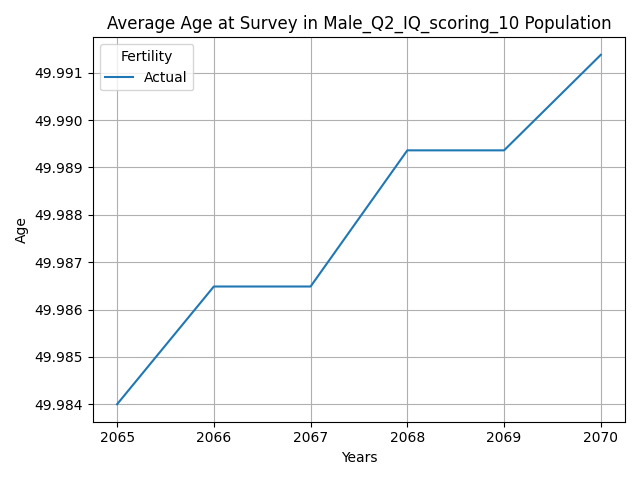 Average Age at Survey in Male_Q2_IQ_scoring_10 Population
Fertility
Actual
49.991
49.990
49.989
49.988
49.987
49.986
49.985
49.984
Age
2065 2066 2067 2068 2069 2070
Years